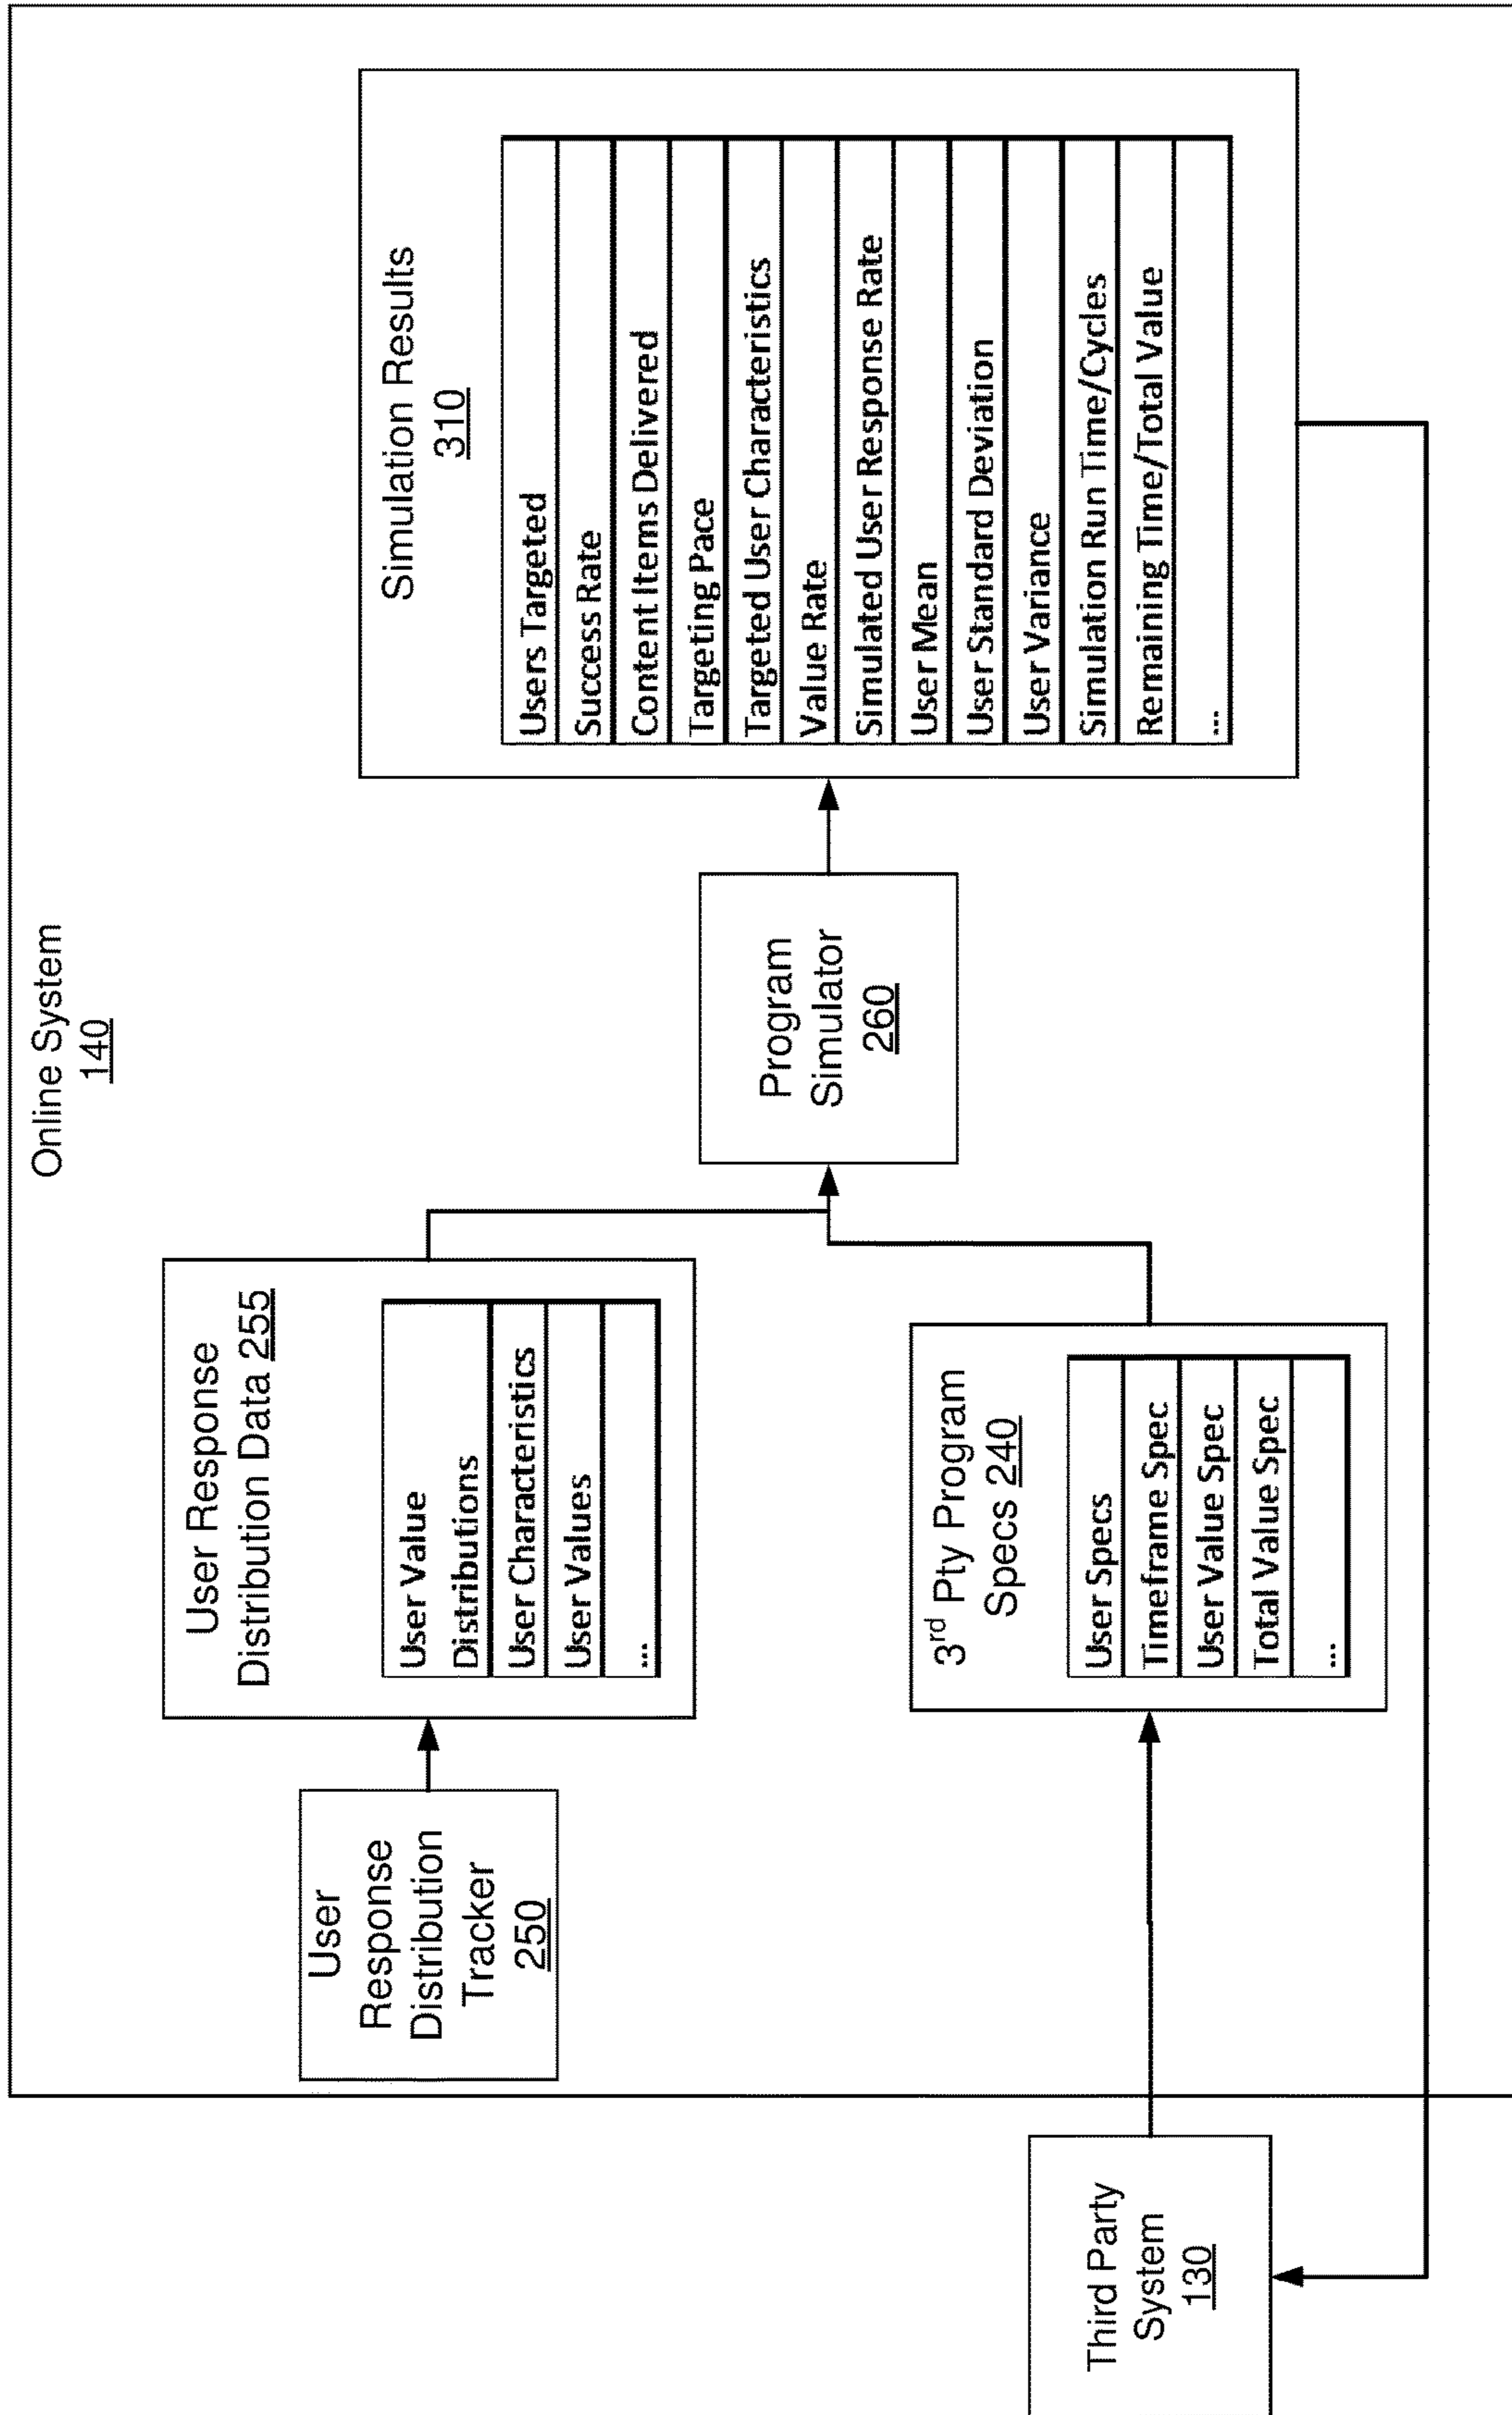 Online System
140
User
Response
Distribution
Tracker
250
User Response
Distribution Data 255
User Value
Distributions
User Characteristics
User Values
...
Third Party
System
130
3rd Pty Program
Specs 240
User Specs
Timeframe Spec
User Value Spec
Total Value Spec
...
Program
Simulator
260
Simulation Results
310
Users Targeted
Success Rate
Content Items Delivered
Targeting Pace
Targeted User Characteristics
Value Rate
Simulated User Response Rate
User Mean
User Standard Deviation
User Variance
Simulation Run Time/Cycles
Remaining Time/Total Value
...